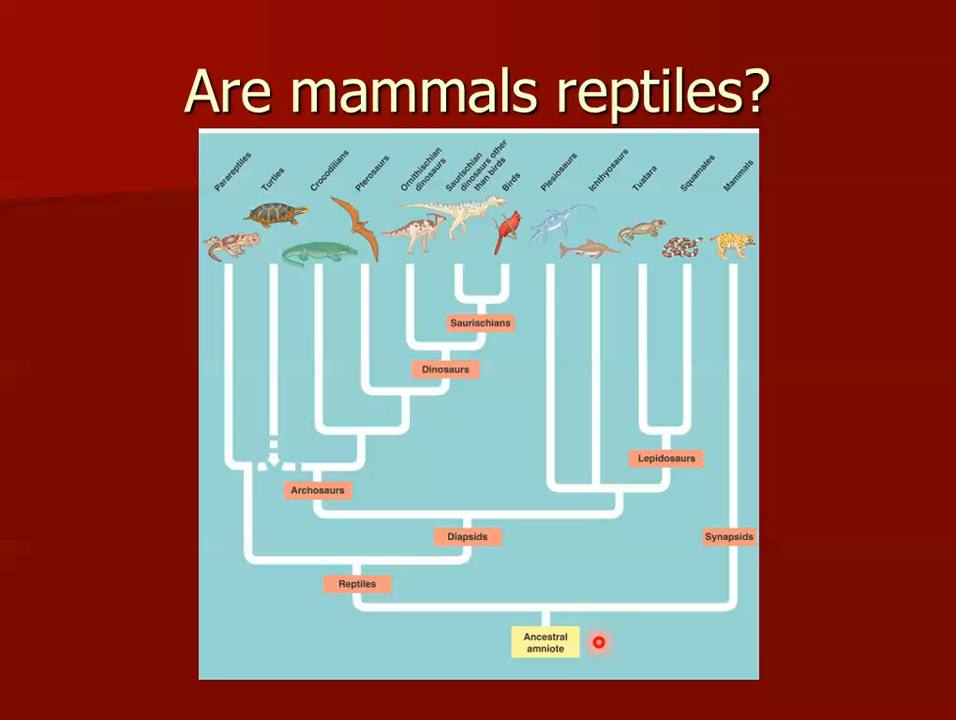 Are mammals reptiles?
Parareptiles
Turtles
Crocodilians
Pterosaurs
Ornithischian
dinosaurs
Saurischian
dinosaurs other
than birds
Birds
Plesiosaurs
Ichthyosaurs
Tuatara
Squamates
Mammals
Saurischians
Dinosaurs
Lepidosaurs
Archosaurs
Diapsids
Synapsids
Reptiles
Ancestral
amniote